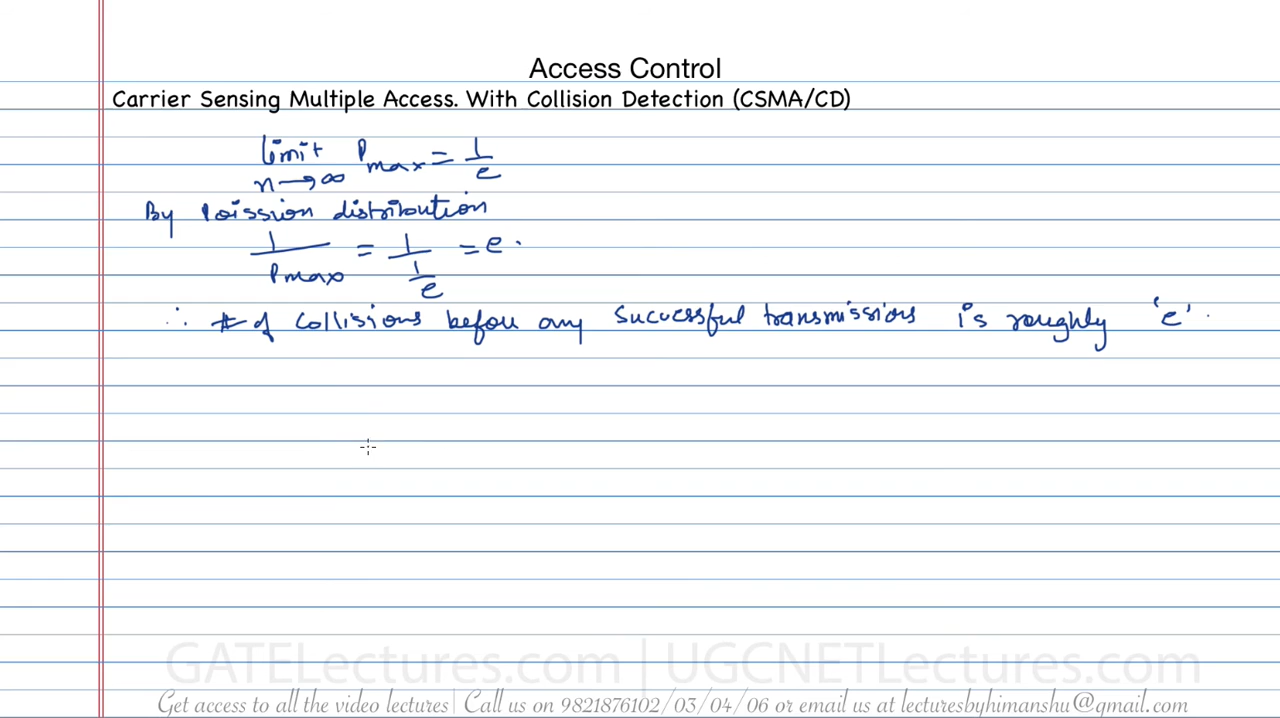 Access Control
Carrier Sensing Multiple Access. With Collision Detection (CSMA/CD)
limit Pmax = 1/e
n→∞
By Poission distribution
1/Pmax = 1/(1/e) = e.
∴ # of collisions before any successful transmissions is roughly 'e'.
GATELectures.com | UGCNETLectures.com
Get access to all the video lectures | Call us on 9821876102/03/04/06 or email us at lecturesbyhimanshu@gmail.com